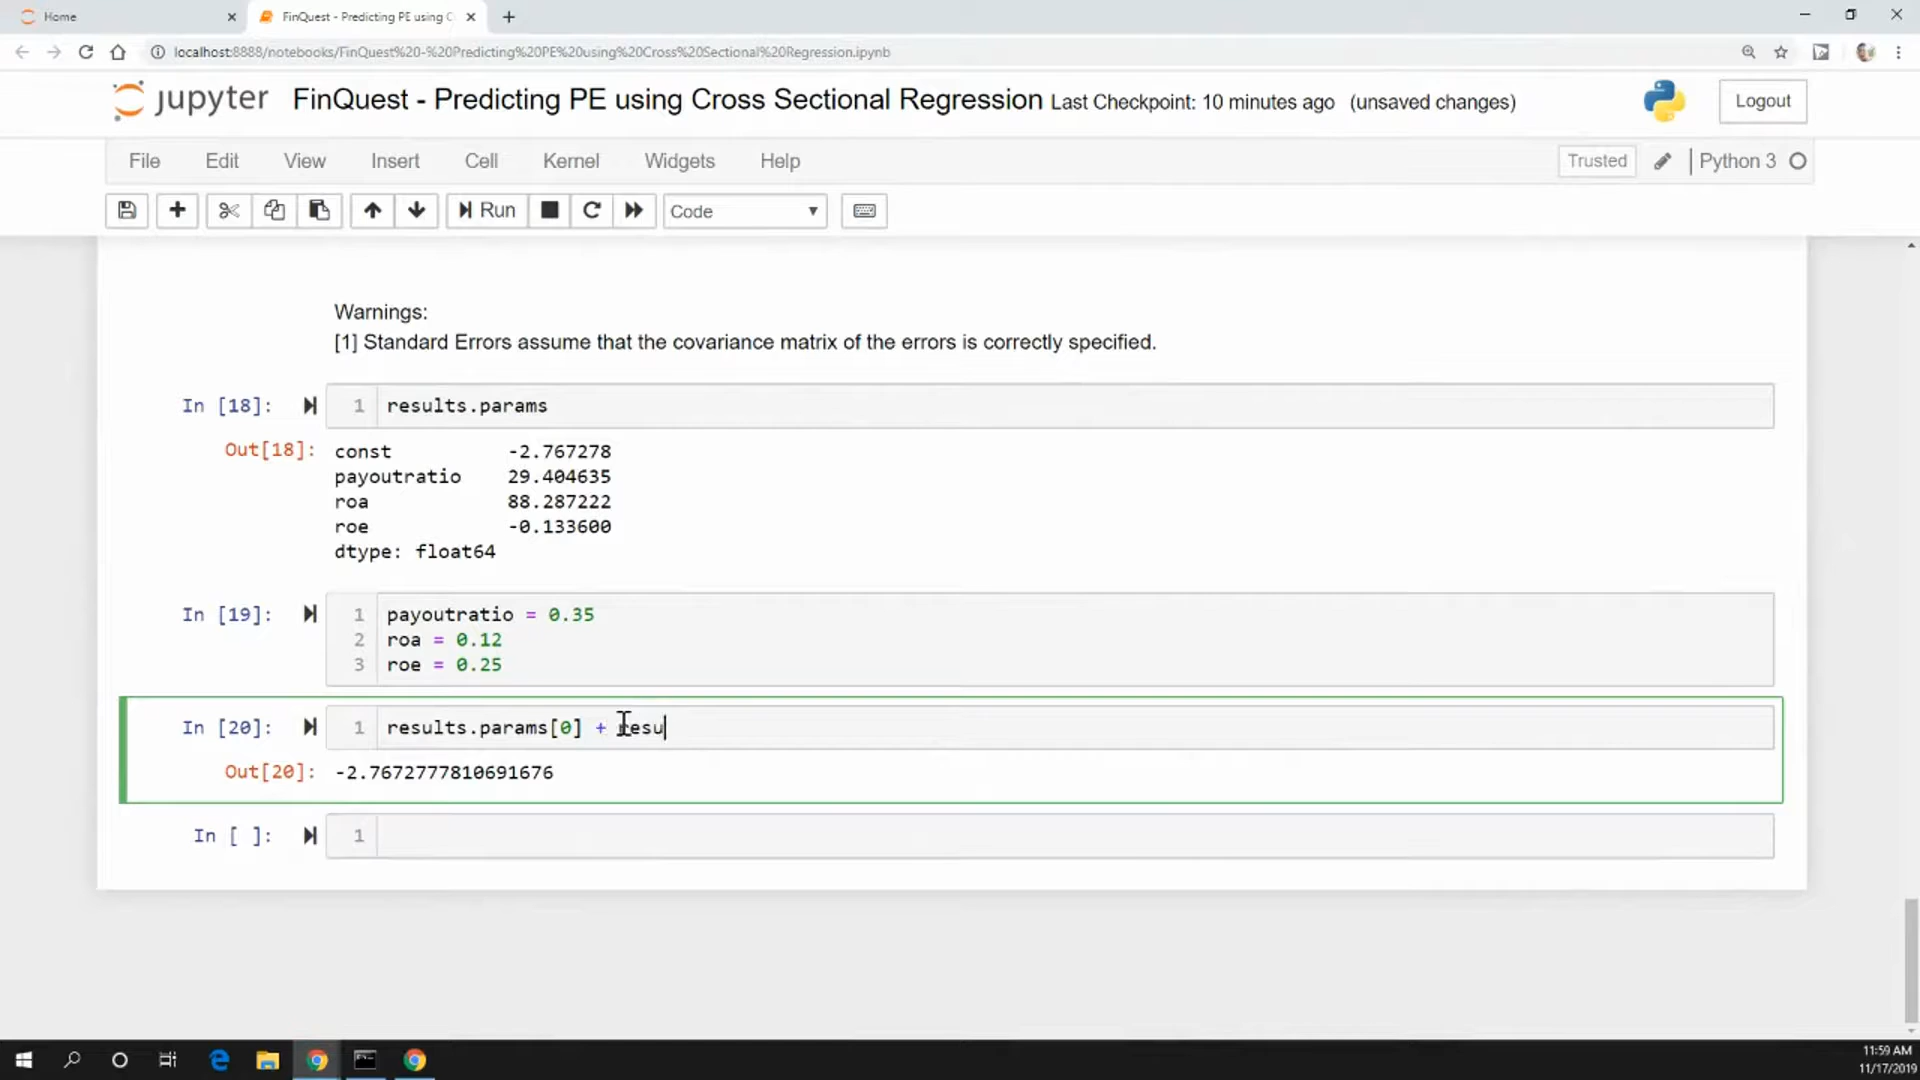 Home
FinQuest - Predicting PE using C
localhost:8888/notebooks/FinQuest%20-%20Predicting%20PE%20using%20Cross%20Sectional%20Regression.ipynb
jupyter FinQuest - Predicting PE using Cross Sectional Regression Last Checkpoint: 10 minutes ago (unsaved changes) Logout
File Edit View Insert Cell Kernel Widgets Help Trusted Python 3
Run Code
Warnings:
[1] Standard Errors assume that the covariance matrix of the errors is correctly specified.
In [18]: 1 results.params
Out[18]: const -2.767278
payoutratio 29.404635
roa 88.287222
roe -0.133600
dtype: float64
In [19]: 1 payoutratio = 0.35
2 roa = 0.12
3 roe = 0.25
In [20]: 1 results.params[0] + resu
Out[20]: -2.7672777810691676
In [ ]: 1
11:59 AM
11/17/2019